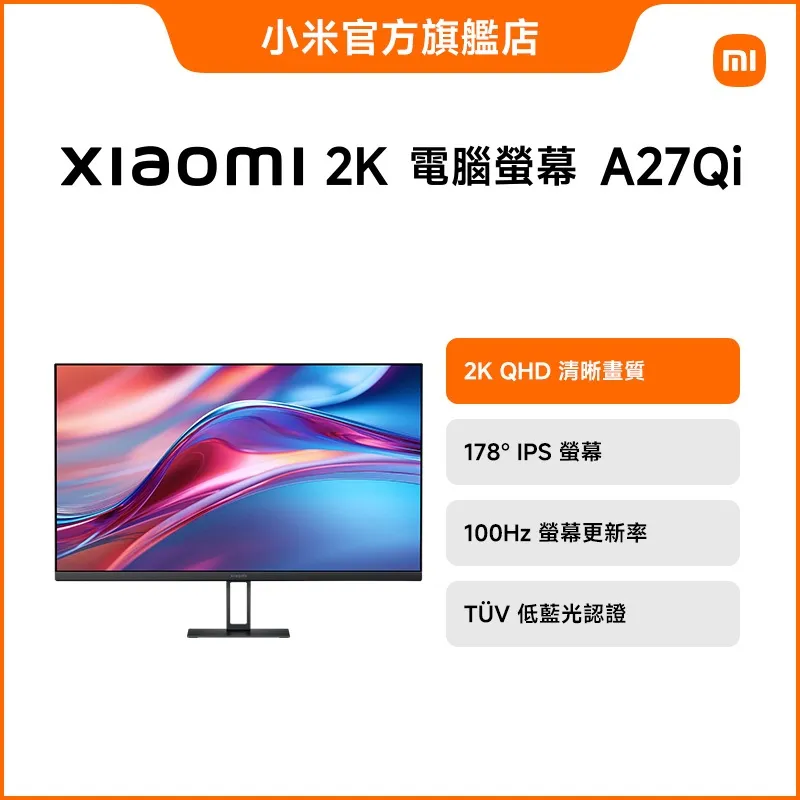 小米官方旗艦店
mi
xiaomi 2K 電腦螢幕 A27Qi
2K QHD 清晰畫質
178° IPS 螢幕
100Hz 螢幕更新率
TÜV 低藍光認證
xiaomi